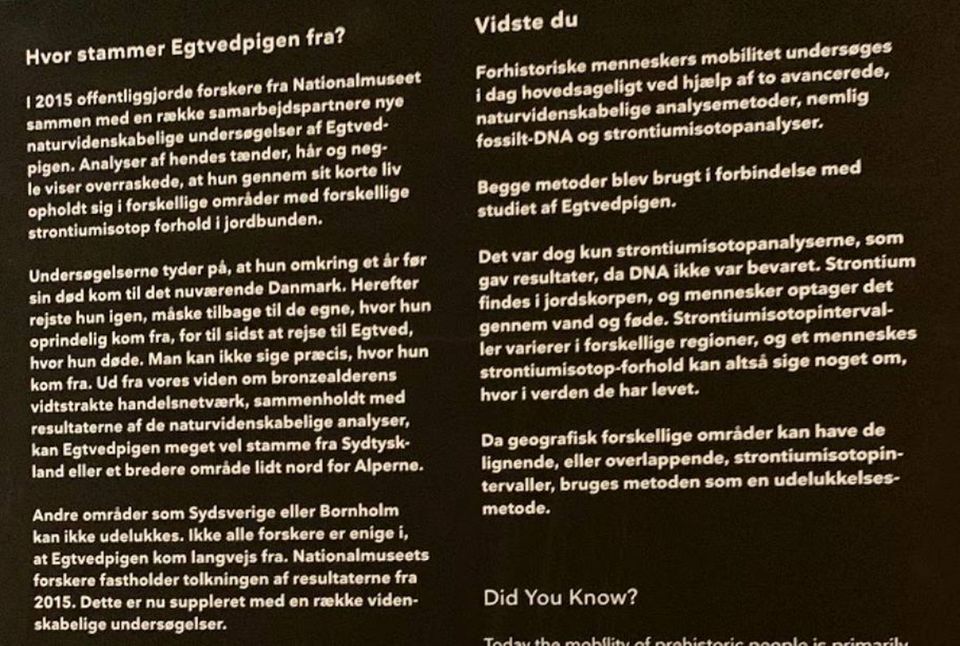 Hvor stammer Egtvedpigen fra?
I 2015 offentliggjorde forskere fra Nationalmuseet
sammen med en række samarbejdspartnere nye
naturvidenskabelige undersøgelser af Egtved-
pigen. Analyser af hendes tænder, hår og neg-
le viser overraskede, at hun gennem sit korte liv
opholdt sig i forskellige områder med forskellige
strontiumisotop forhold i jordbunden.
Undersøgelserne tyder på, at hun omkring et år før
sin død kom til det nuværende Danmark. Herefter
rejste hun igen, måske tilbage til de egne, hvor hun
oprindelig kom fra, for til sidst at rejse til Egtved,
hvor hun døde. Man kan ikke sige præcis, hvor hun
kom fra. Ud fra vores viden om bronzealderens
vidtstrakte handelsnetværk, sammenholdt med
resultaterne af de naturvidenskabelige analyser,
kan Egtvedpigen meget vel stamme fra Sydtysk-
land eller et bredere område lidt nord for Alperne.
Andre områder som Sydsverige eller Bornholm
kan ikke udelukkes. Ikke alle forskere er enige i,
at Egtvedpigen kom langvejs fra. Nationalmuseets
forskere fastholder tolkningen af resultaterne fra
2015. Dette er nu suppleret med en række viden-
skabelige undersøgelser.
Vidste du
Forhistoriske menneskers mobilitet undersøges
i dag hovedsageligt ved hjælp af to avancerede,
naturvidenskabelige analysemetoder, nemlig
fossilt-DNA og strontiumisotopanalyser.
Begge metoder blev brugt i forbindelse med
studiet af Egtvedpigen.
Det var dog kun strontiumisotopanalyserne, som
gav resultater, da DNA ikke var bevaret. Strontium
findes i jordskorpen, og mennesker optager det
gennem vand og føde. Strontiumisotopinterval-
ler varierer i forskellige regioner, og et menneskes
strontiumisotop-forhold kan altså sige noget om,
hvor i verden de har levet.
Da geografisk forskellige områder kan have de
lignende, eller overlappende, strontiumisotopin-
tervaller, bruges metoden som en udelukkelses-
metode.
Did You Know?
Today the mobility of prehistoric people is primarily